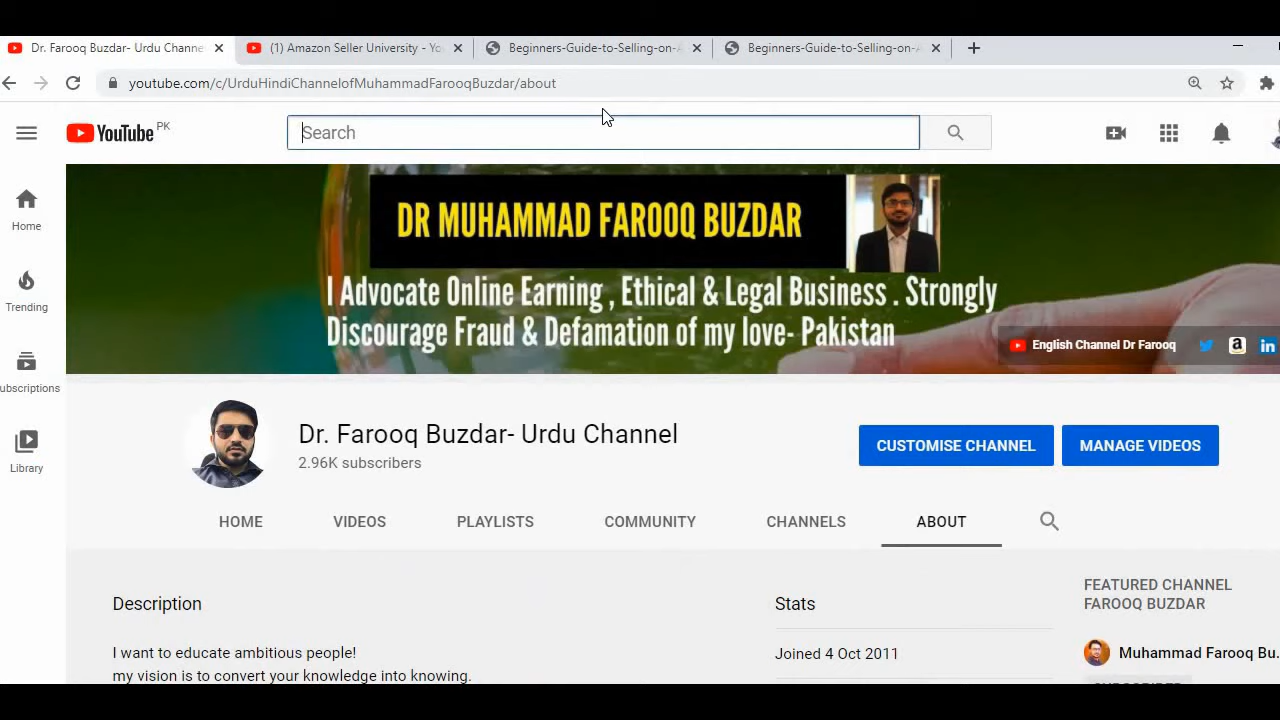 Dr. Farooq Buzdar- Urdu Channe
(1) Amazon Seller University - Yo
Beginners-Guide-to-Selling-on-A
Beginners-Guide-to-Selling-on-A
youtube.com/c/UrduHindiChannelofMuhammadFarooqBuzdar/about
YouTube PK
Search
DR MUHAMMAD FAROOQ BUZDAR
I Advocate Online Earning , Ethical & Legal Business . Strongly
Discourage Fraud & Defamation of my love- Pakistan
English Channel Dr Farooq
Home
Trending
ubscriptions
Library
Dr. Farooq Buzdar- Urdu Channel
2.96K subscribers
CUSTOMISE CHANNEL
MANAGE VIDEOS
HOME VIDEOS PLAYLISTS COMMUNITY CHANNELS ABOUT
Description
I want to educate ambitious people!
my vision is to convert your knowledge into knowing.
Stats
Joined 4 Oct 2011
FEATURED CHANNEL
FAROOQ BUZDAR
Muhammad Farooq Bu.